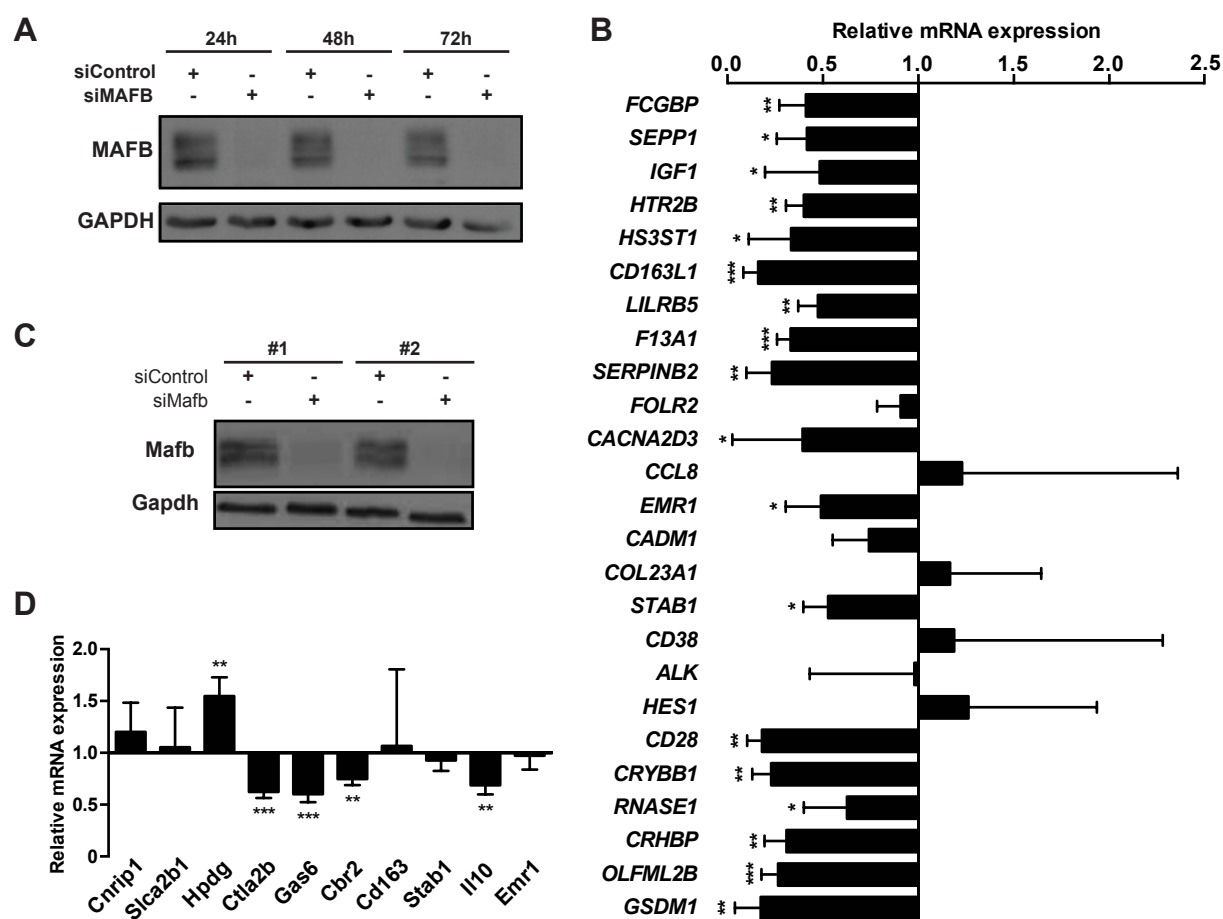 A
24h 48h 72h
siControl + - + - + -
siMAFB - + - + - +
MAFB
GAPDH
B
Relative mRNA expression
0.0 0.5 1.0 1.5 2.0 2.5
FCGBP **
SEPP1 *
IGF1 *
HTR2B **
HS3ST1 *
CD163L1 ***
LILRB5 **
F13A1 ***
SERPINB2 **
FOLR2
CACNA2D3 *
CCL8
EMR1 *
CADM1
COL23A1
STAB1 *
CD38
ALK
HES1
CD28 **
CRYBB1 **
RNASE1 *
CRHBP **
OLFML2B ***
GSDM1 **
C
#1 #2
siControl + - + -
siMafb - + - +
Mafb
Gapdh
D
Relative mRNA expression
2.0
1.5
1.0
0.5
0
**
*** *** ** **
Cnrip1 Slca2b1 Hpdg Ctla2b Gas6 Cbr2 Cd163 Stab1 Il10 Emr1